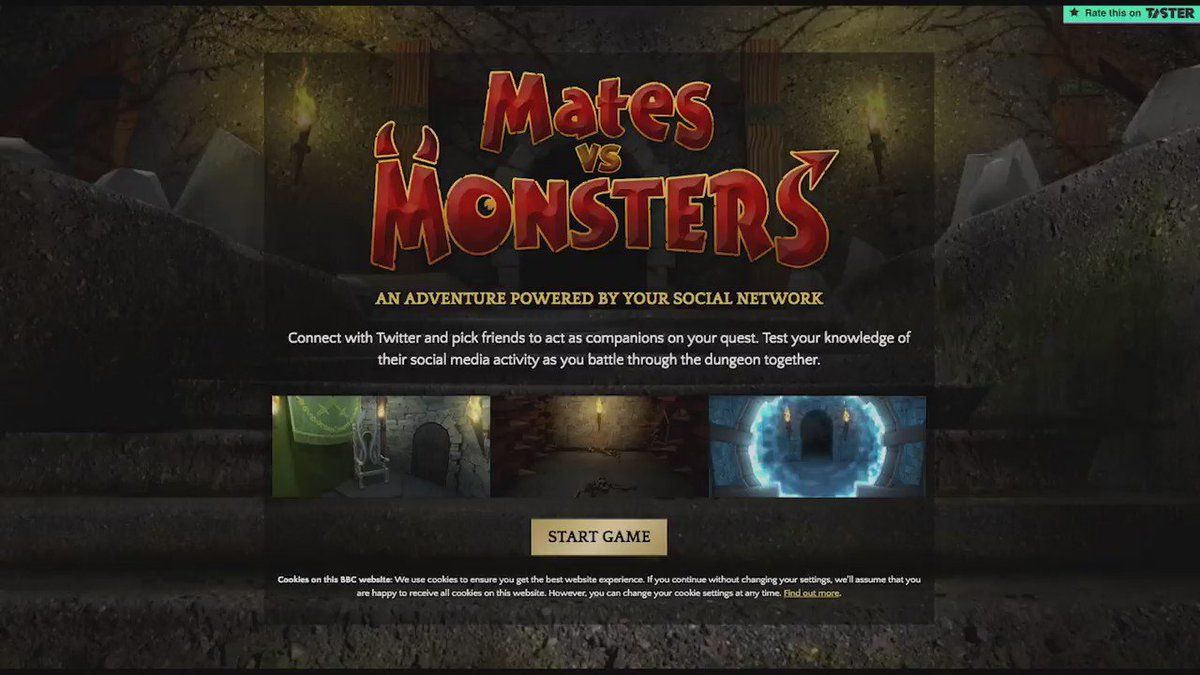 Rate this on TASTER
Mates
vs
MONSTERS
AN ADVENTURE POWERED BY YOUR SOCIAL NETWORK
Connect with Twitter and pick friends to act as companions on your quest. Test your knowledge of
their social media activity as you battle through the dungeon together.
START GAME
Cookies on this BBC website: We use cookies to ensure you get the best website experience. If you continue without changing your settings, we'll assume that you
are happy to receive all cookies on this website. However, you can change your cookie settings at any time. Find out more.